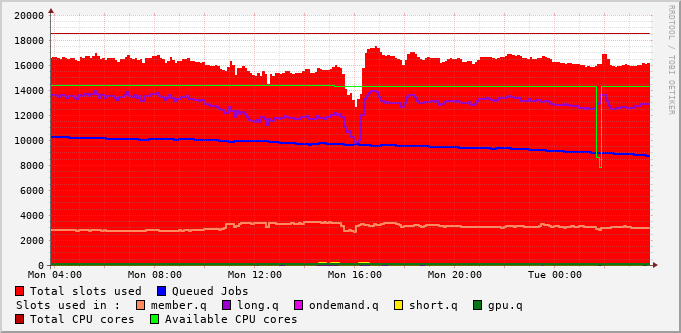 20000
18000
16000
14000
12000
10000
8000
6000
4000
2000
0
Mon 04:00 Mon 08:00 Mon 12:00 Mon 16:00 Mon 20:00 Tue 00:00
RRDTOOL / TOBI OETIKER
Total slots used Queued Jobs
Slots used in : member.q long.q ondemand.q short.q gpu.q
Total CPU cores Available CPU cores